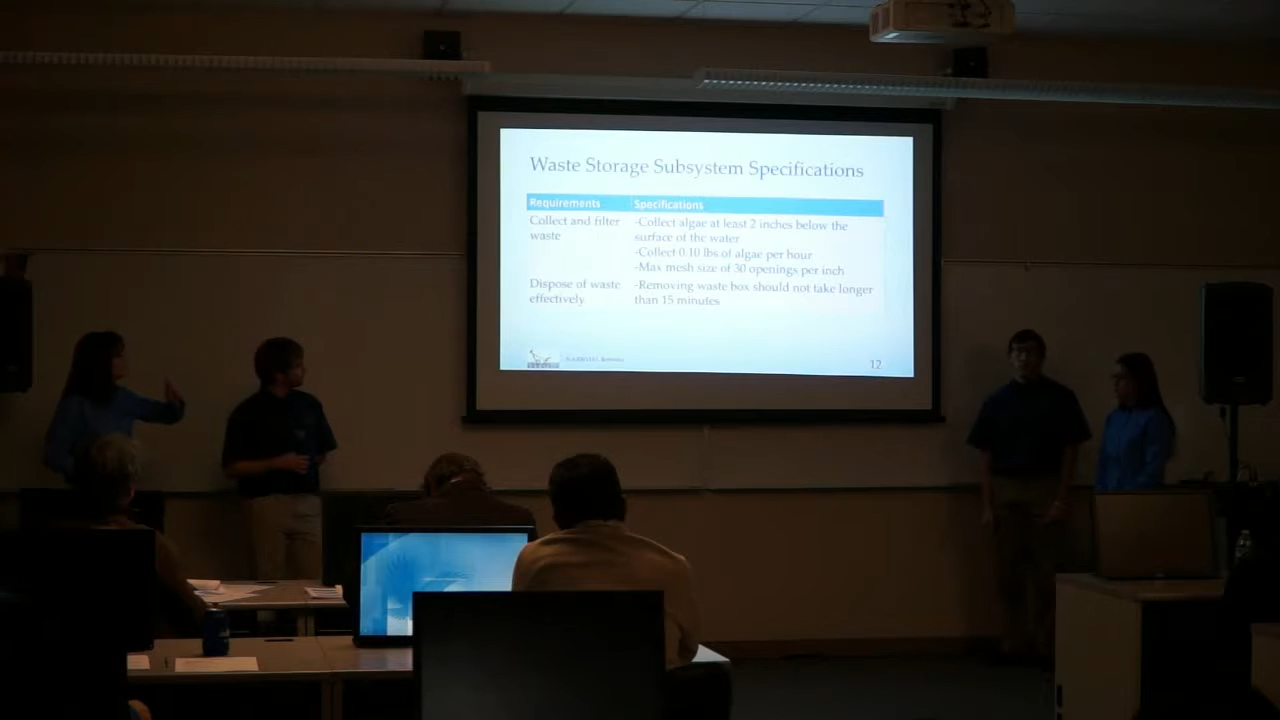 Waste Storage Subsystem Specifications
Requirements Specifications
Collect and filter waste
-Collect algae at least 2 inches below the surface of the water
-Collect 0.10 lbs of algae per hour
-Max mesh size of 30 openings per inch
Dispose of waste effectively
-Removing waste box should not take longer than 15 minutes
12